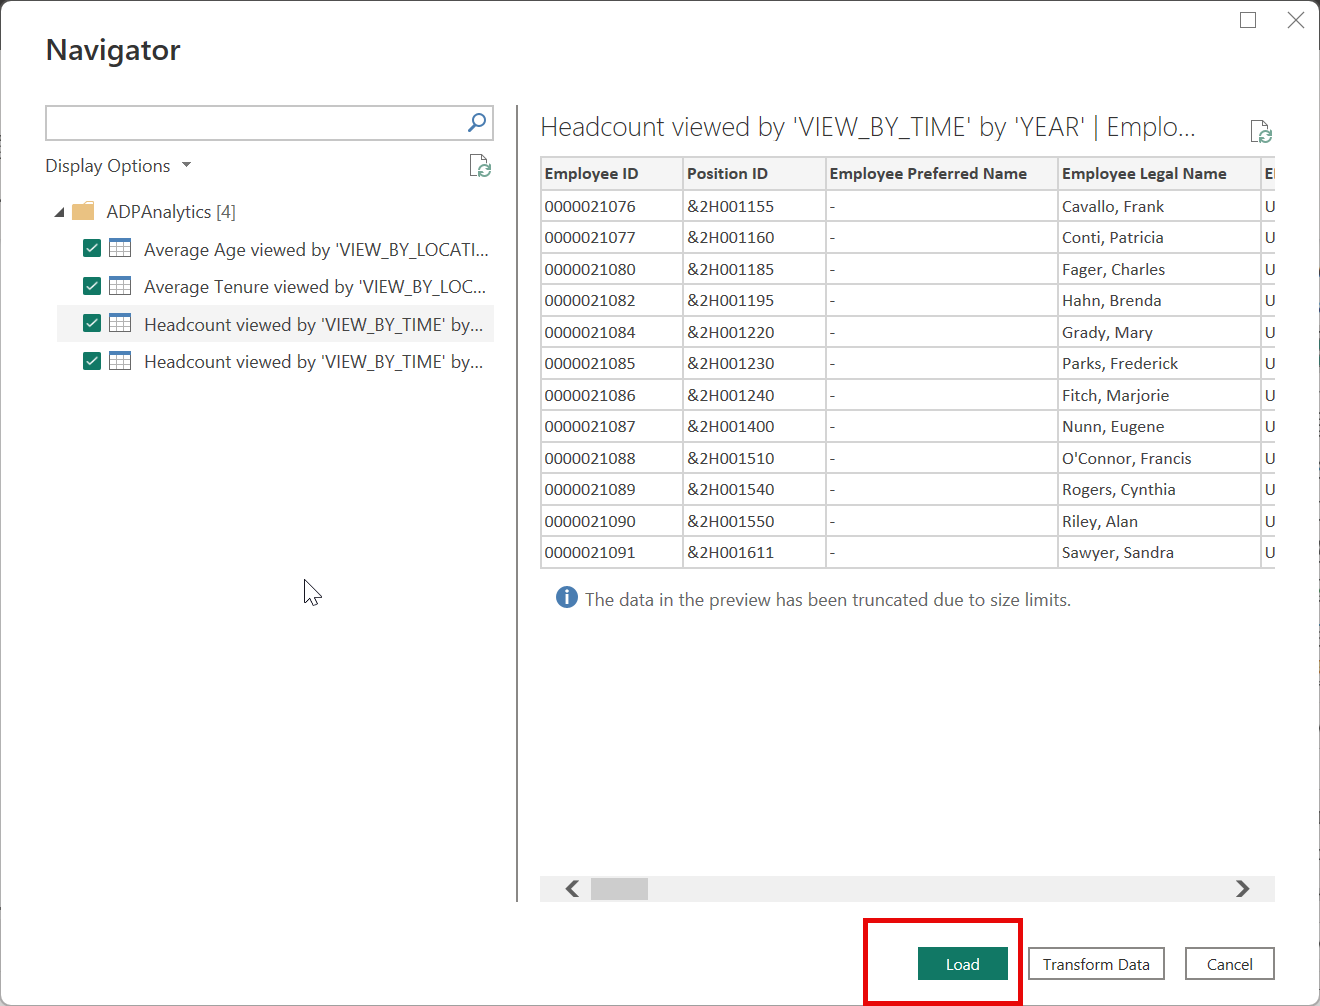 Navigator
Display Options
ADPAnalytics [4]
Average Age viewed by 'VIEW_BY_LOCATI...
Average Tenure viewed by 'VIEW_BY_LOC...
Headcount viewed by 'VIEW_BY_TIME' by...
Headcount viewed by 'VIEW_BY_TIME' by...
Headcount viewed by 'VIEW_BY_TIME' by 'YEAR' | Emplo...
Employee ID Position ID Employee Preferred Name Employee Legal Name El
0000021076 &2H001155 - Cavallo, Frank U
0000021077 &2H001160 - Conti, Patricia U
0000021080 &2H001185 - Fager, Charles U
0000021082 &2H001195 - Hahn, Brenda U
0000021084 &2H001220 - Grady, Mary U
0000021085 &2H001230 - Parks, Frederick U
0000021086 &2H001240 - Fitch, Marjorie U
0000021087 &2H001400 - Nunn, Eugene U
0000021088 &2H001510 - O'Connor, Francis U
0000021089 &2H001540 - Rogers, Cynthia U
0000021090 &2H001550 - Riley, Alan U
0000021091 &2H001611 - Sawyer, Sandra U
The data in the preview has been truncated due to size limits.
Load Transform Data Cancel